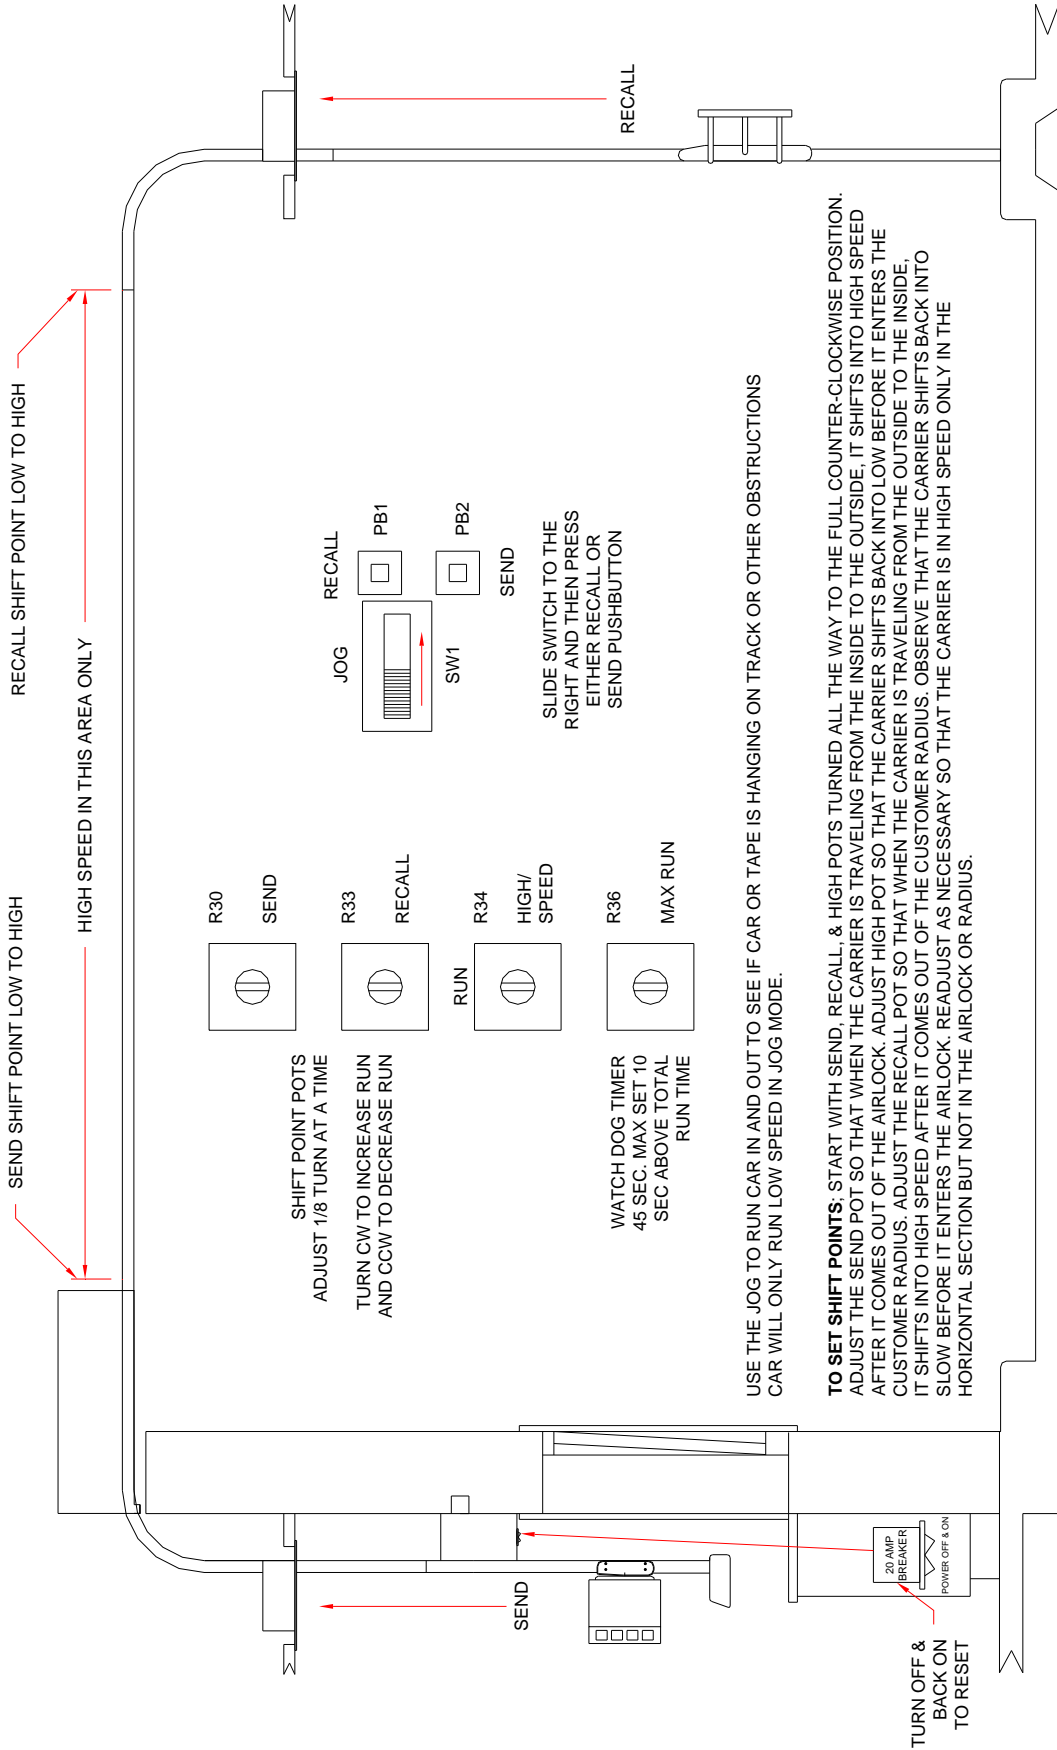 SEND SHIFT POINT LOW TO HIGH
RECALL SHIFT POINT LOW TO HIGH
HIGH SPEED IN THIS AREA ONLY
SHIFT POINT POTS
ADJUST 1/8 TURN AT A TIME
TURN CW TO INCREASE RUN
AND CCW TO DECREASE RUN
R30
SEND
R33
RECALL
RUN
R34
HIGH/
SPEED
R36
MAX RUN
WATCH DOG TIMER
45 SEC. MAX SET 10
SEC ABOVE TOTAL
RUN TIME
JOG
SW1
RECALL
PB1
PB2
SEND
SLIDE SWITCH TO THE
RIGHT AND THEN PRESS
EITHER RECALL OR
SEND PUSHBUTTON
SEND
RECALL
USE THE JOG TO RUN CAR IN AND OUT TO SEE IF CAR OR TAPE IS HANGING ON TRACK OR OTHER OBSTRUCTIONS
CAR WILL ONLY RUN LOW SPEED IN JOG MODE.
TO SET SHIFT POINTS; START WITH SEND, RECALL, & HIGH POTS TURNED ALL THE WAY TO THE FULL COUNTER-CLOCKWISE POSITION.
ADJUST THE SEND POT SO THAT WHEN THE CARRIER IS TRAVELING FROM THE INSIDE TO THE OUTSIDE, IT SHIFTS INTO HIGH SPEED
AFTER IT COMES OUT OF THE AIRLOCK. ADJUST HIGH POT SO THAT THE CARRIER SHIFTS BACK INTO LOW BEFORE IT ENTERS THE
CUSTOMER RADIUS. ADJUST THE RECALL POT SO THAT WHEN THE CARRIER IS TRAVELING FROM THE OUTSIDE TO THE INSIDE,
IT SHIFTS INTO HIGH SPEED AFTER IT COMES OUT OF THE CUSTOMER RADIUS. OBSERVE THAT THE CARRIER SHIFTS BACK INTO
SLOW BEFORE IT ENTERS THE AIRLOCK. READJUST AS NECESSARY SO THAT THE CARRIER IS IN HIGH SPEED ONLY IN THE
HORIZONTAL SECTION BUT NOT IN THE AIRLOCK OR RADIUS.
20 AMP
BREAKER
POWER OFF & ON
TURN OFF &
BACK ON
TO RESET